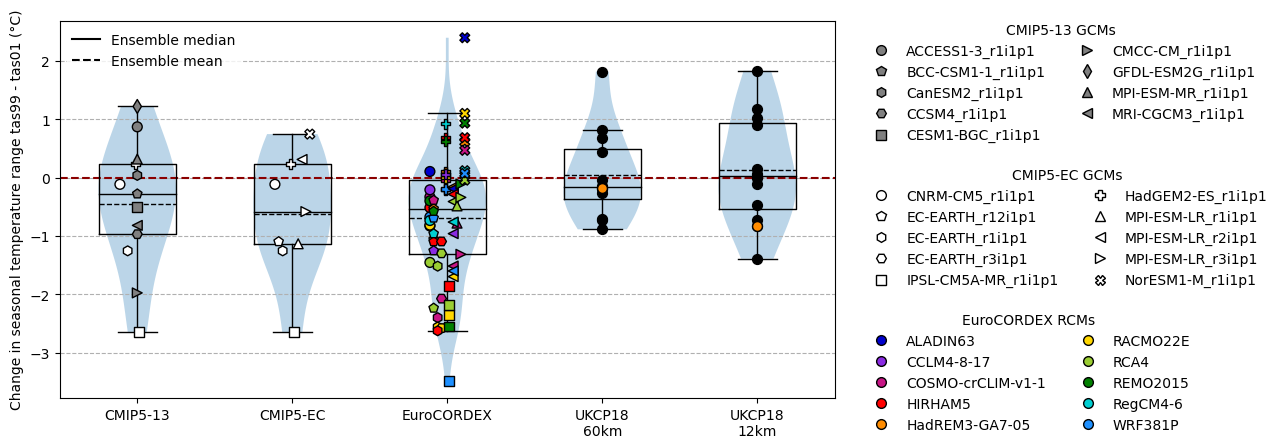 Change in seasonal temperature range tas99 - tas01 (°C)
Ensemble median
Ensemble mean
2
1
0
−1
−2
−3
CMIP5-13
CMIP5-EC
EuroCORDEX
UKCP18
60km
UKCP18
12km
CMIP5-13 GCMs
ACCESS1-3_r1i1p1
BCC-CSM1-1_r1i1p1
CanESM2_r1i1p1
CCSM4_r1i1p1
CESM1-BGC_r1i1p1
CMCC-CM_r1i1p1
GFDL-ESM2G_r1i1p1
MPI-ESM-MR_r1i1p1
MRI-CGCM3_r1i1p1
CMIP5-EC GCMs
CNRM-CM5_r1i1p1
EC-EARTH_r12i1p1
EC-EARTH_r1i1p1
EC-EARTH_r3i1p1
IPSL-CM5A-MR_r1i1p1
HadGEM2-ES_r1i1p1
MPI-ESM-LR_r1i1p1
MPI-ESM-LR_r2i1p1
MPI-ESM-LR_r3i1p1
NorESM1-M_r1i1p1
EuroCORDEX RCMs
ALADIN63
CCLM4-8-17
COSMO-crCLIM-v1-1
HIRHAM5
HadREM3-GA7-05
RACMO22E
RCA4
REMO2015
RegCM4-6
WRF381P